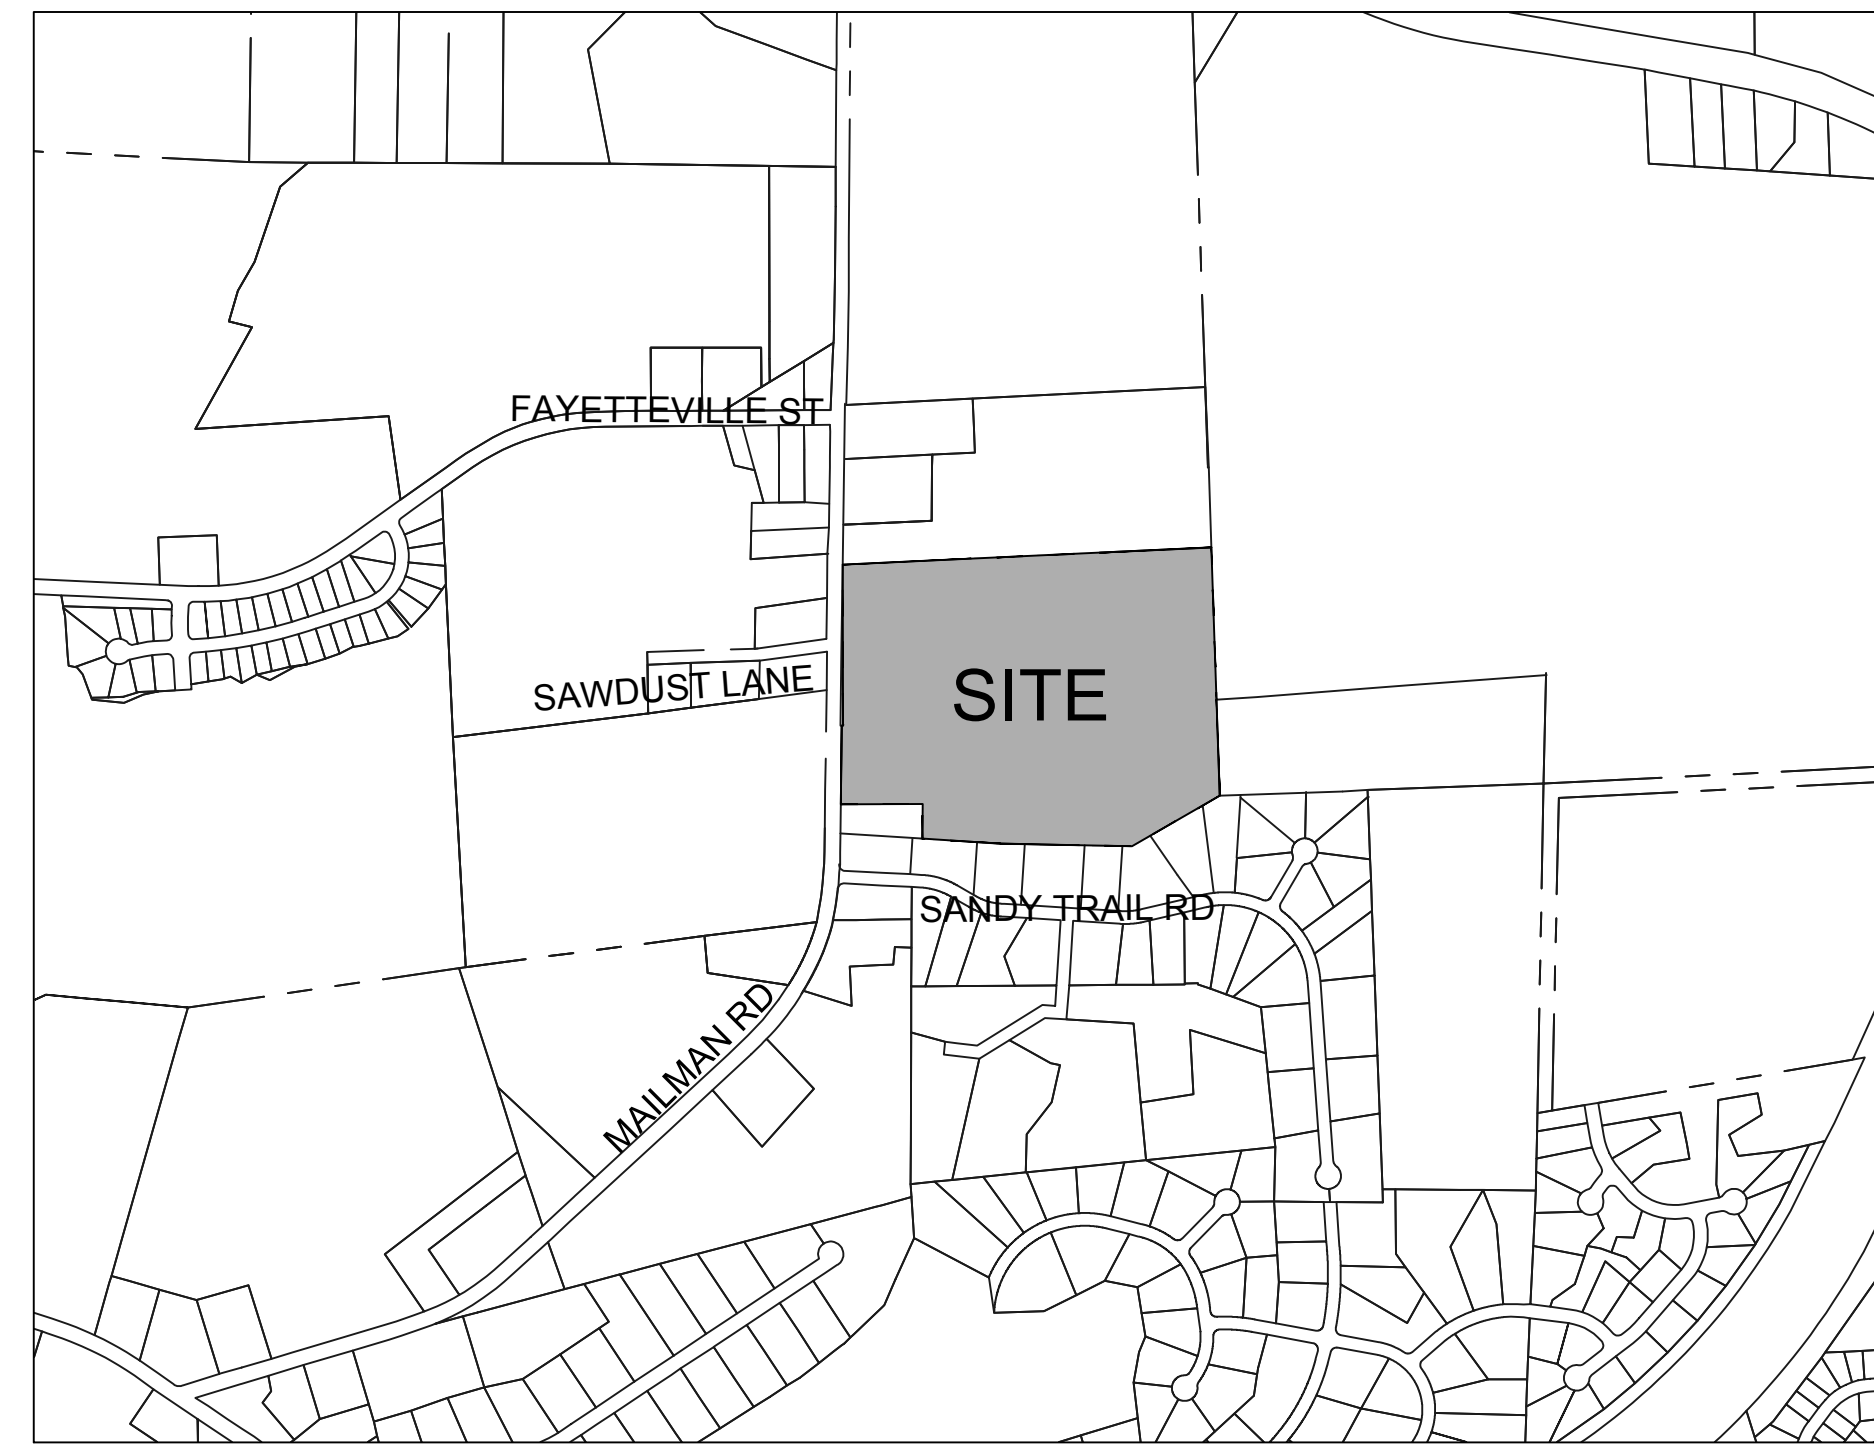 FAYETTEVILLE ST
SAWDUST LANE
SITE
SANDY TRAIL RD
MAILMAN RD